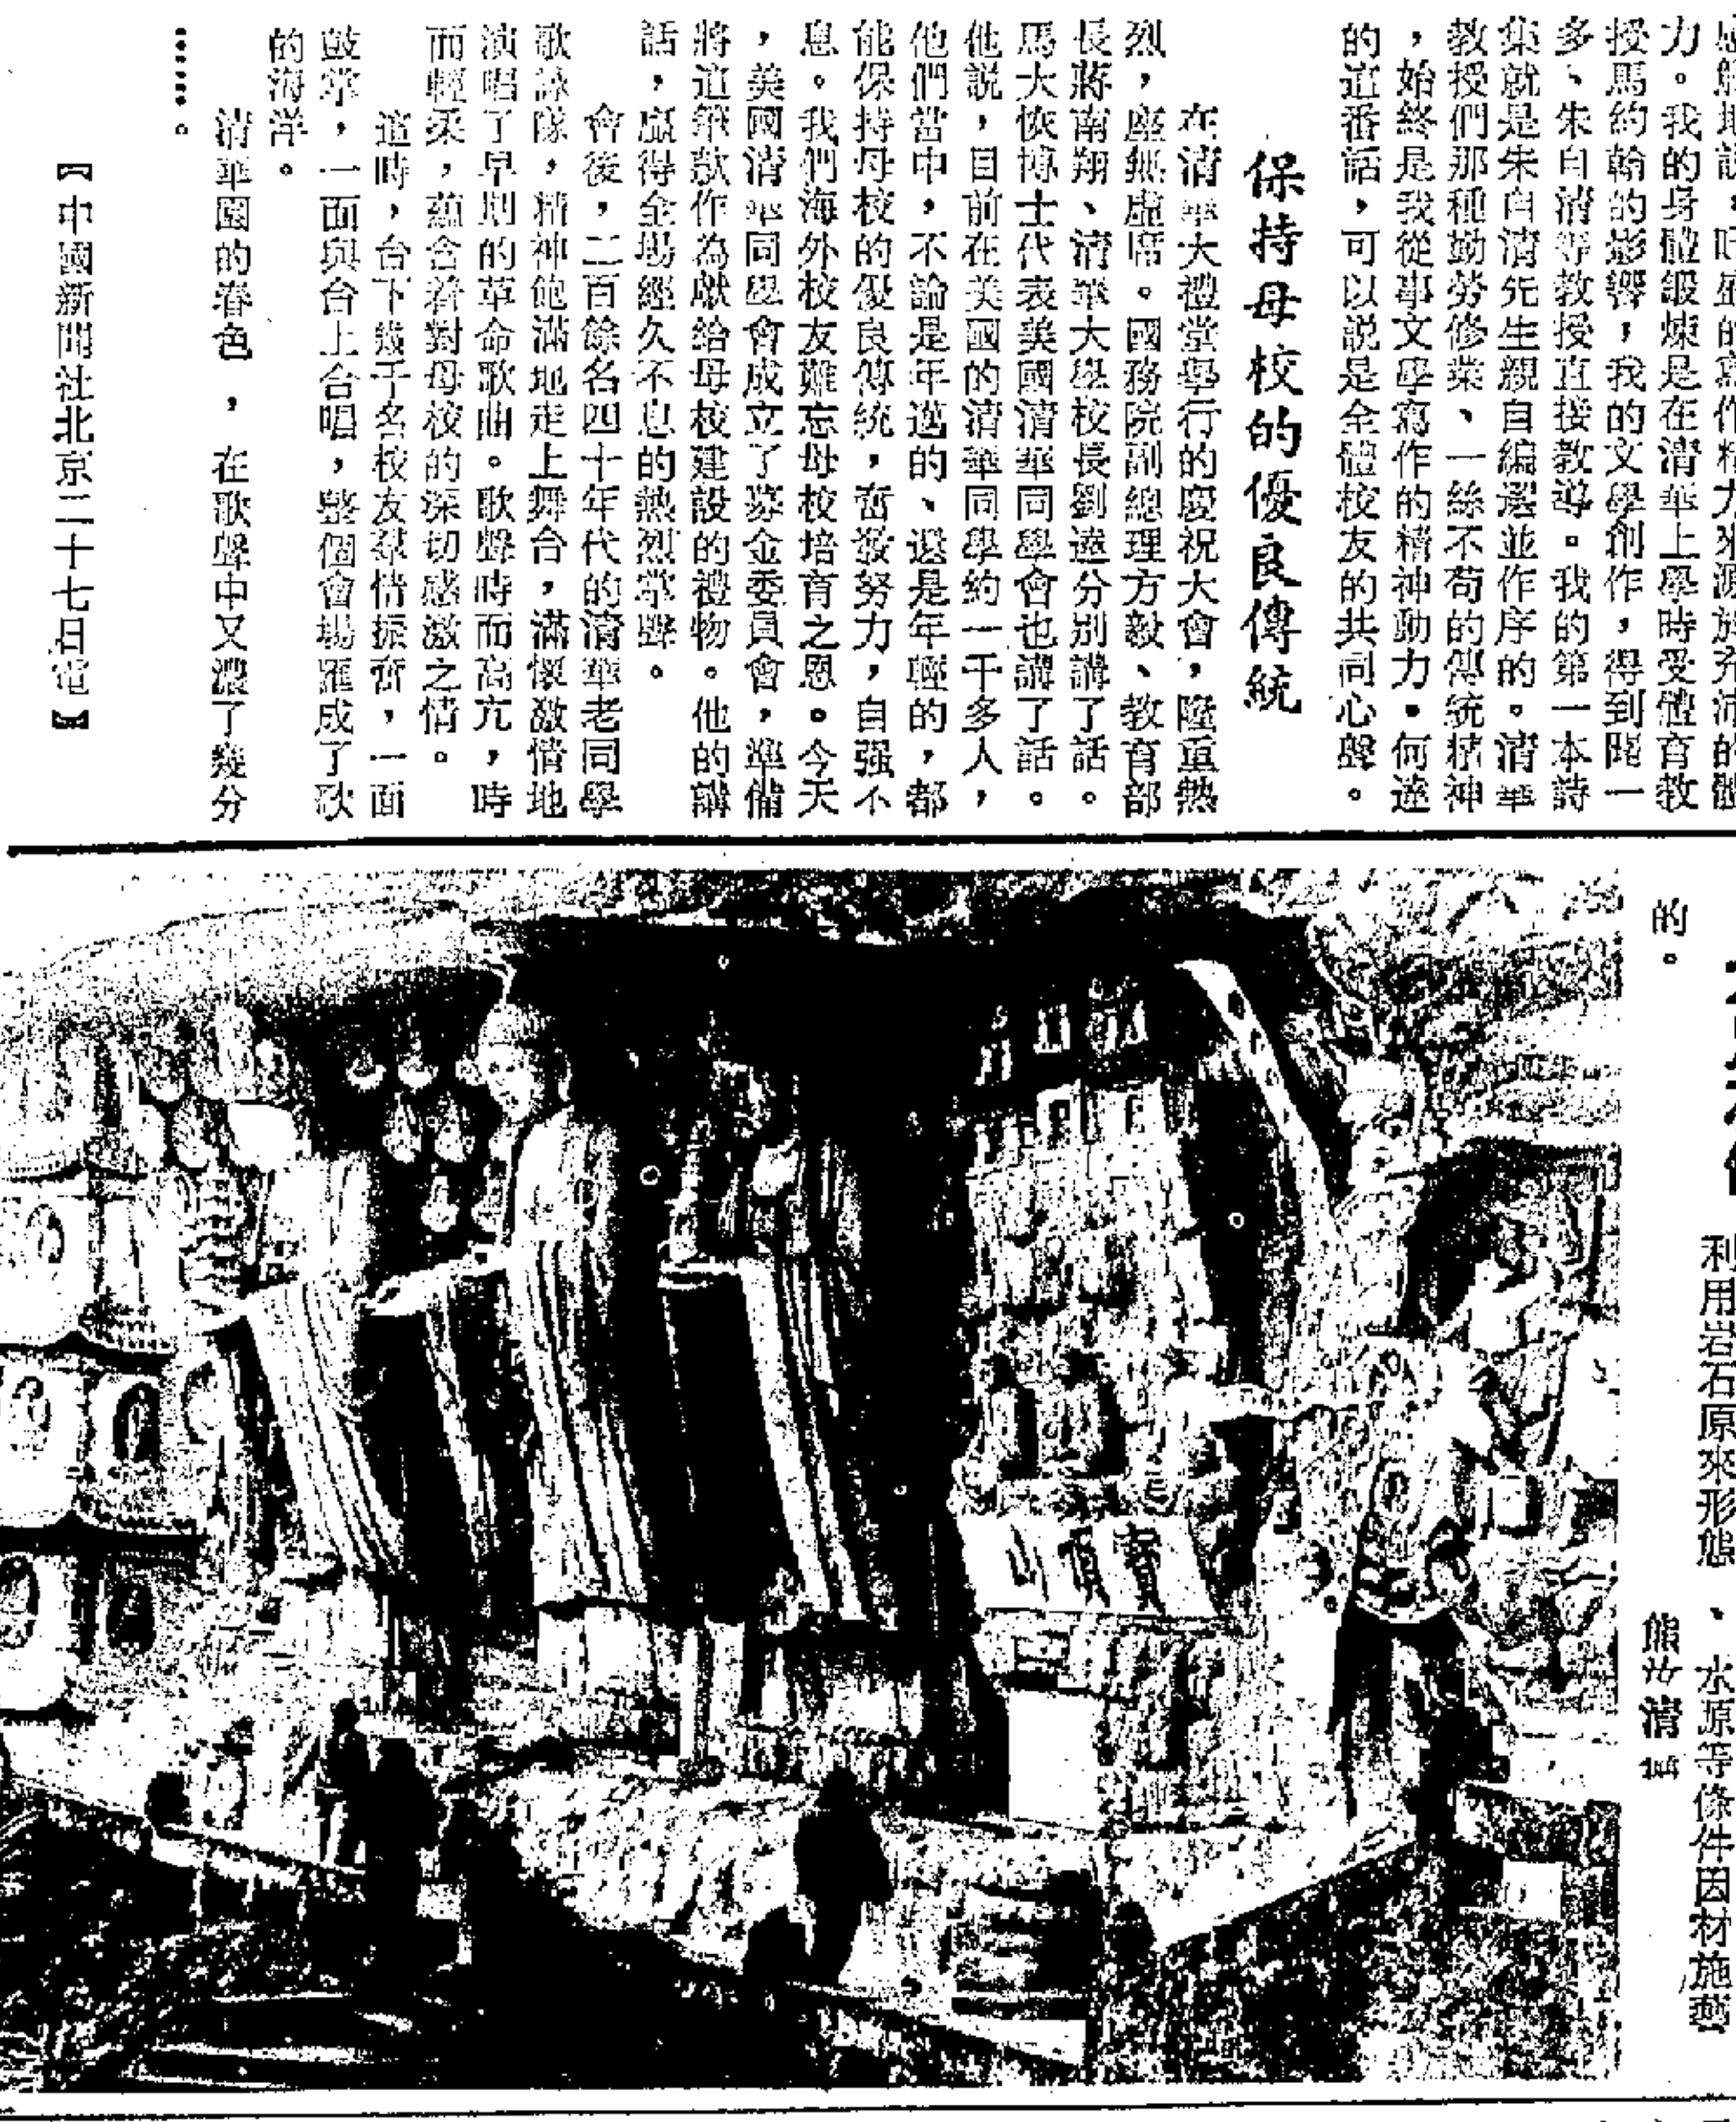 力。我的身體鍛煉是在清華上學時受體育教
授馬約翰的影響，我的文學創作，得到聞一
多、朱自清等教授直接教導。我的第一本詩
集就是朱自清先生親自編選並作序的。清華
教授們那種勤勞修業、一絲不苟的傳統精神
，始終是我從事文學寫作的精神動力。何達
的這番話，可以説是全體校友的共同心聲。
保持母校的優良傳統
在清華大禮堂舉行的慶祝大會，隆重熱
烈，座無虛席。國務院副總理方毅、教育部
長蔣南翔、清華大學校長劉達分別講了話。
馬大恢博士代表美國清華同學會也講了話。
他説，目前在美國的清華同學約一千多人，
他們當中，不論是年邁的、還是年輕的，都
能保持母校的優良傳統，奮發努力，自强不
息。我們海外校友難忘母校培育之恩。今天
，美國清華同學會成立了募金委員會，準備
將這筆款作為獻給母校建設的禮物。他的講
話，贏得全場經久不息的熱烈掌聲。
會後，二百餘名四十年代的清華老同學
歌詠隊，精神飽滿地走上舞台，滿懷激情地
演唱了早期的革命歌曲。歌聲時而高亢，時
而輕柔，蘊含着對母校的深切感激之情。
這時，台下幾千名校友羣情振奮，一面
鼓掌，一面與台上合唱，整個會場匯成了歌
的海洋。
清華園的春色，在歌聲中又濃了幾分
……。
【中國新聞社北京二十七日電】
利用岩石原來形態、水源等條件因材施藝
的。
熊汝清攝
寶頂山